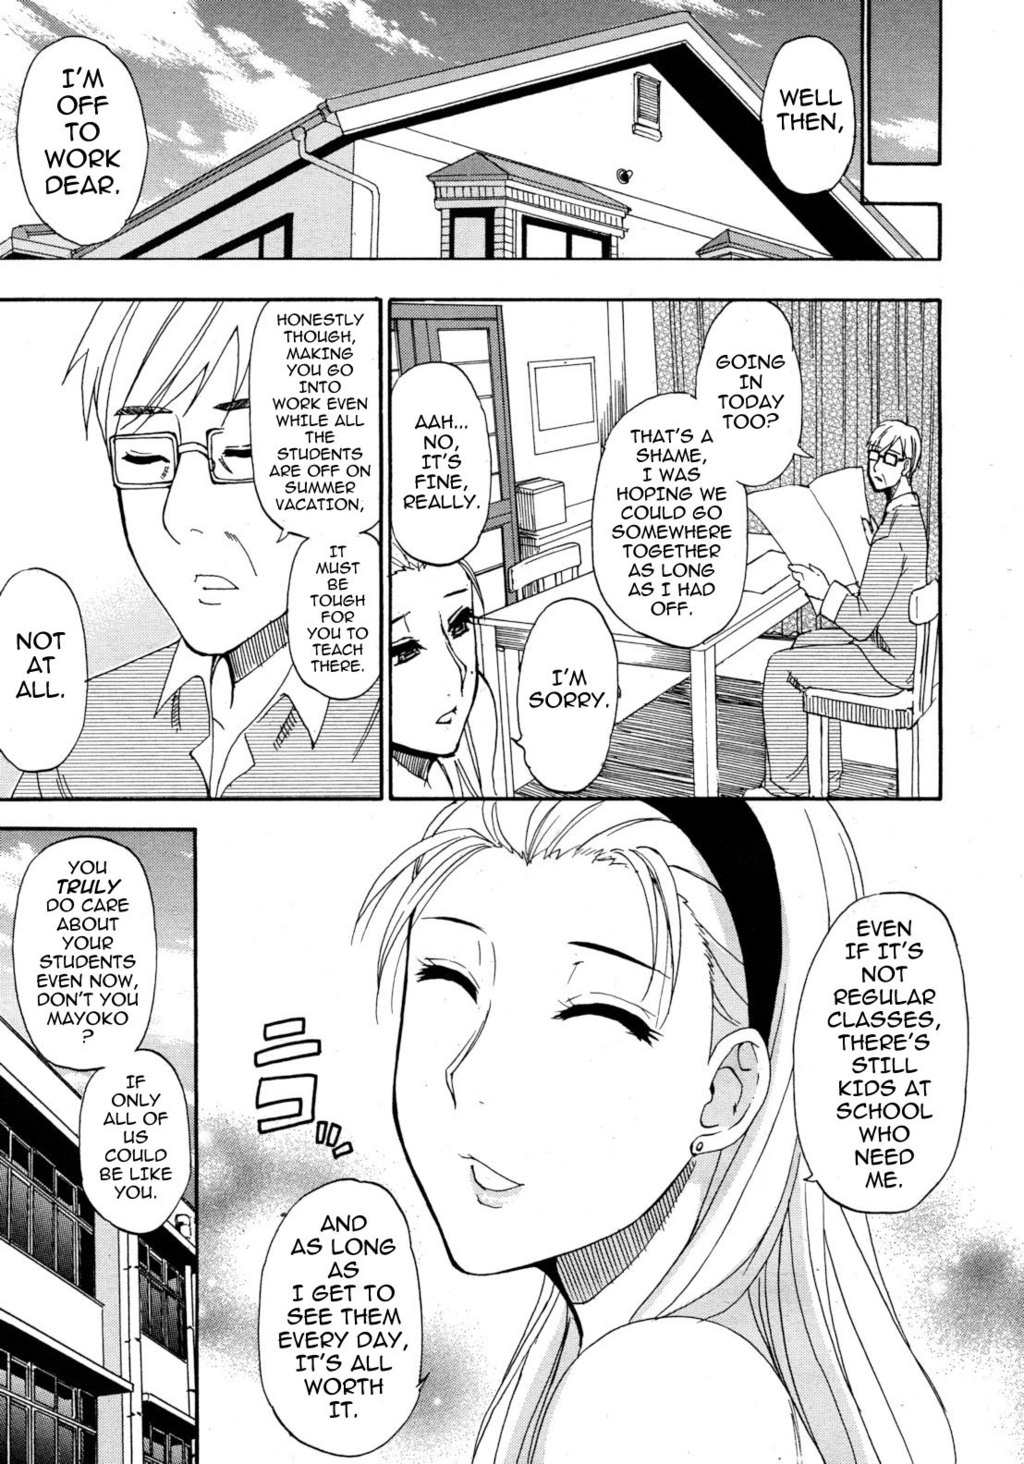 WELL
THEN,
I'M
OFF
TO
WORK
DEAR.
GOING
IN
TODAY
TOO?
THAT'S A
SHAME,
I WAS
HOPING WE
COULD GO
SOMEWHERE
TOGETHER
AS LONG
AS I HAD
OFF.
I'M
SORRY.
AAH...
NO,
IT'S
FINE,
REALLY.
HONESTLY
THOUGH,
MAKING
YOU GO
INTO
WORK EVEN
WHILE ALL
THE
STUDENTS
ARE OFF ON
SUMMER
VACATION,
IT
MUST
BE
TOUGH
FOR
YOU TO
TEACH
THERE.
NOT
AT
ALL.
EVEN
IF IT'S
NOT
REGULAR
CLASSES,
THERE'S
STILL
KIDS AT
SCHOOL
WHO
NEED
ME.
ニコ
AND
AS LONG
AS
I GET TO
SEE THEM
EVERY DAY,
IT'S ALL
WORTH
IT.
YOU
TRULY
DO CARE
ABOUT
YOUR
STUDENTS
EVEN NOW,
DON'T YOU
MAYOKO
?
IF
ONLY
ALL OF
US
COULD
BE LIKE
YOU.